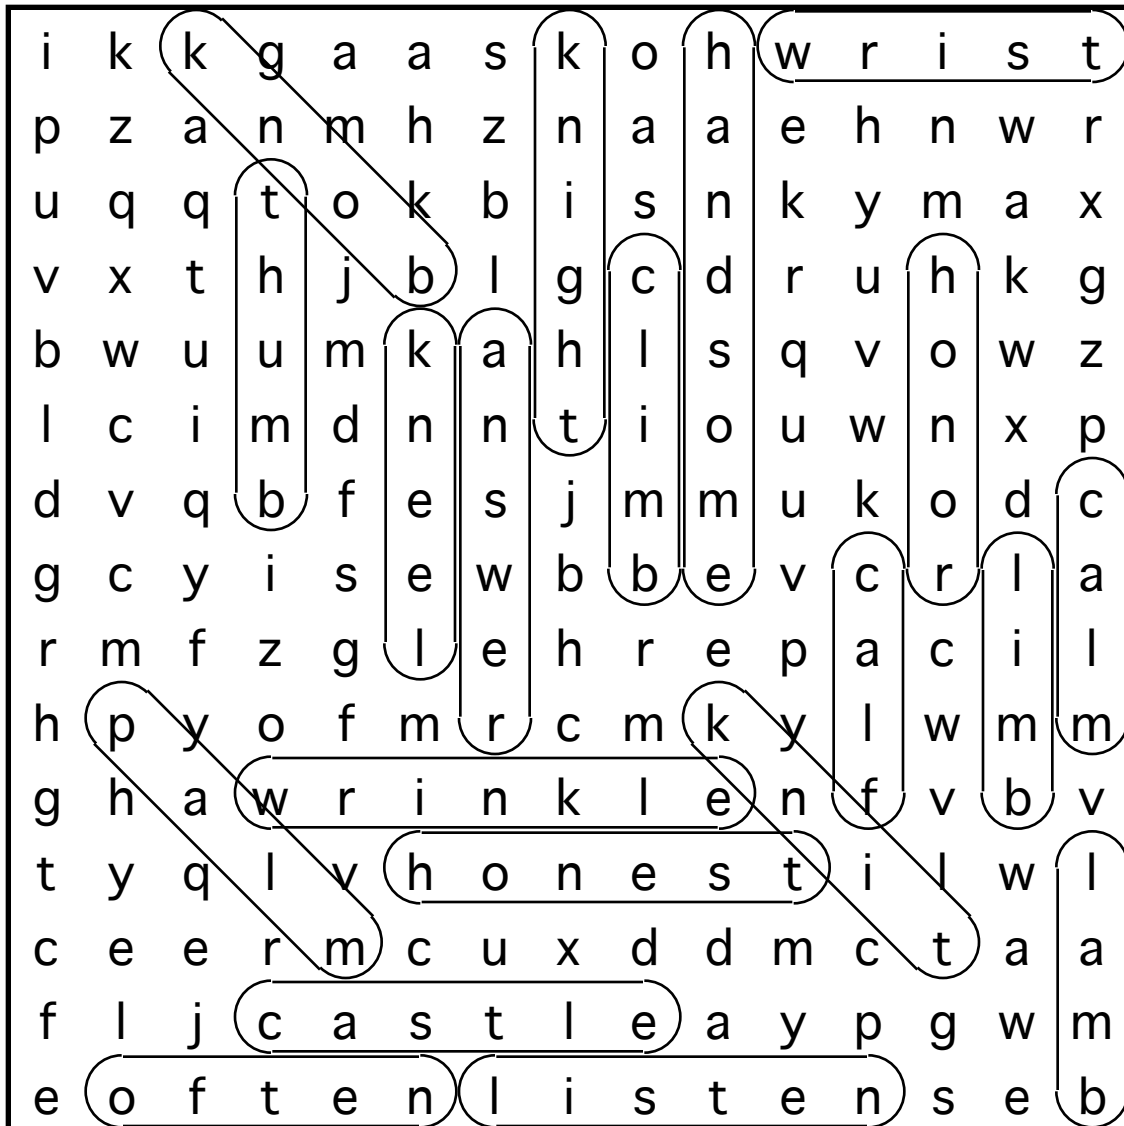 i k k g a a s k o h w r i s t
p z a n m h z n a a e h n w r
u q q t o k b i s n k y m a x
v x t h j b l g c d r u h k g
b w u u m k a h l s q v o w z
l c i m d n n t i o u w n x p
d v q b f e s j m m u k o d c
g c y i s e w b b e v c r l a
r m f z g l e h r e p a c i l
h p y o f m r c m k y l w m m
g h a w r i n k l e n f v b v
t y q l v h o n e s t i l w l
c e e r m c u x d d m c t a a
f l j c a s t l e a y p g w m
e o f t e n l i s t e n s e b